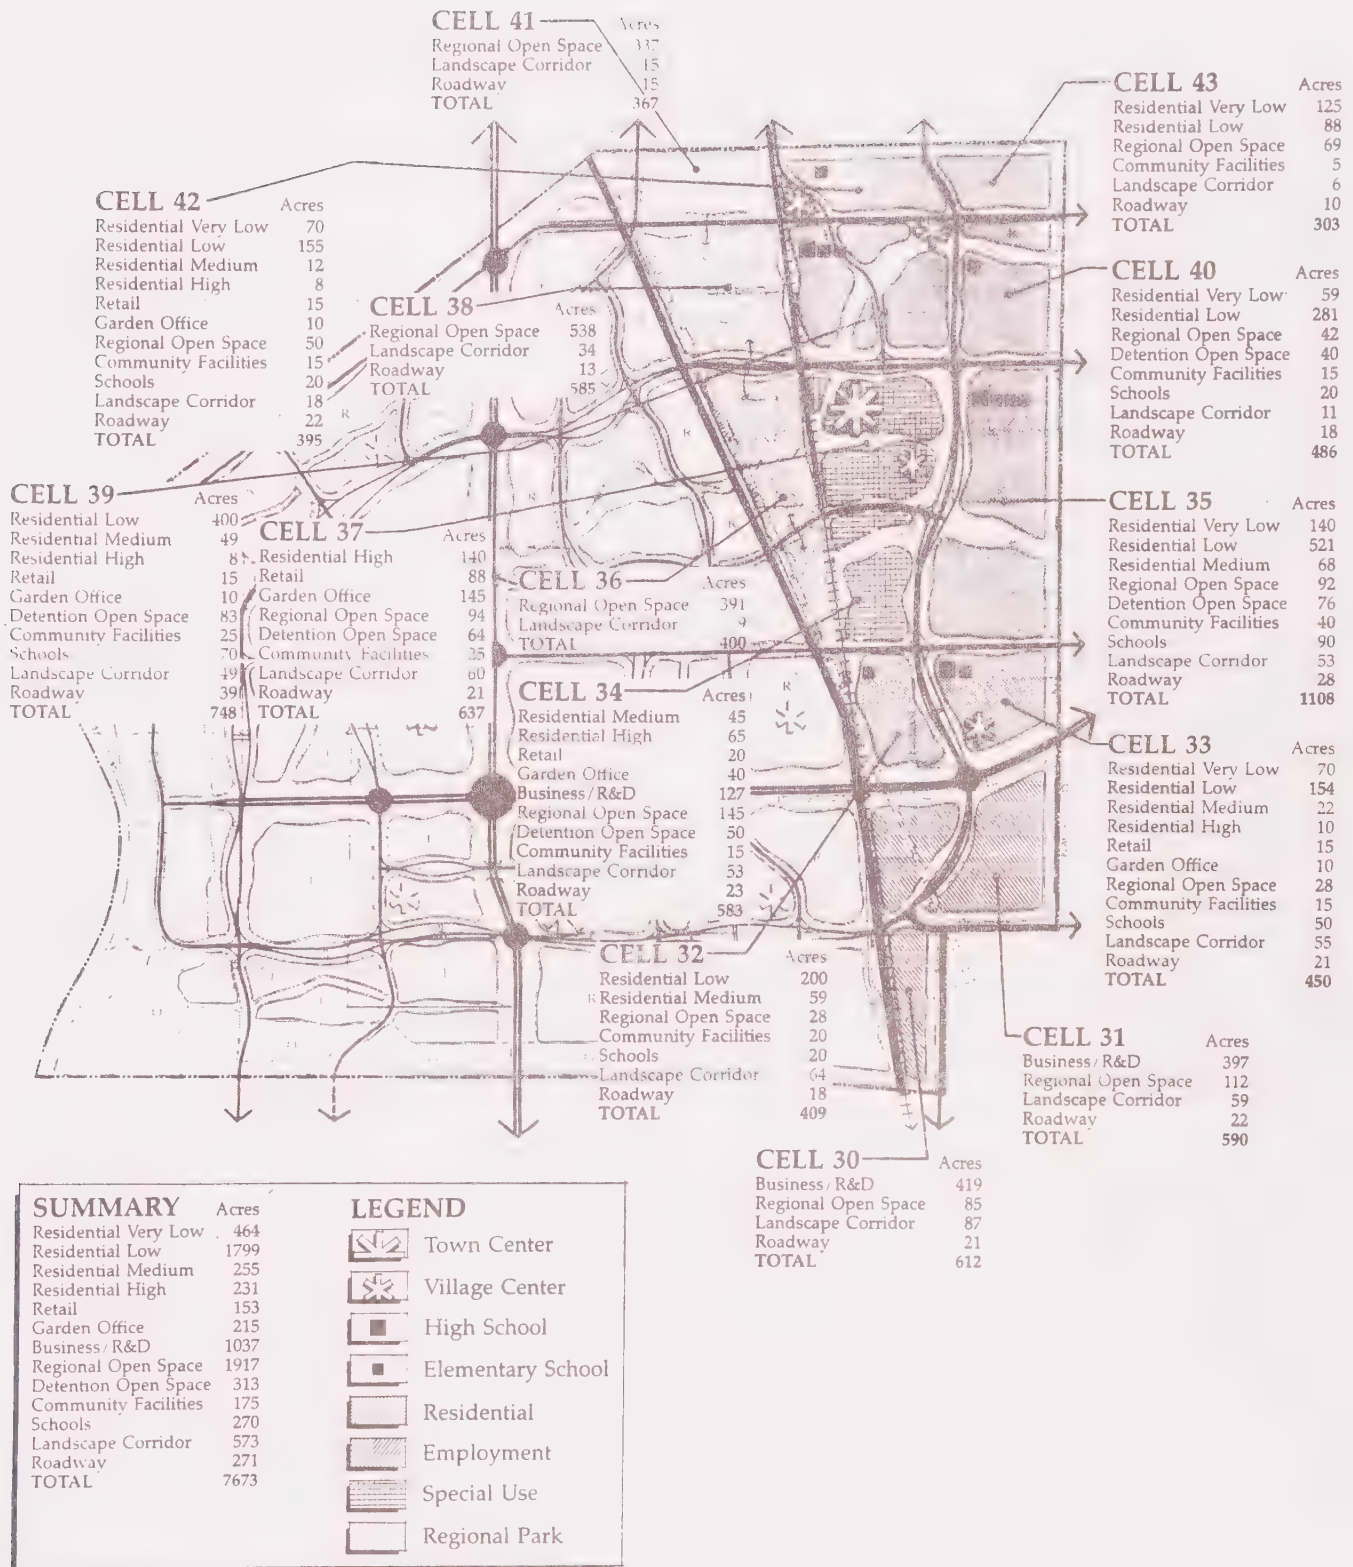 CELL 41 Acres
Regional Open Space 337
Landscape Corridor 15
Roadway 15
TOTAL 367
CELL 43 Acres
Residential Very Low 125
Residential Low 88
Regional Open Space 69
Community Facilities 5
Landscape Corridor 6
Roadway 10
TOTAL 303
CELL 42 Acres
Residential Very Low 70
Residential Low 155
Residential Medium 12
Residential High 8
Retail 15
Garden Office 10
Regional Open Space 50
Community Facilities 15
Schools 20
Landscape Corridor 18
Roadway 22
TOTAL 395
CELL 38 Acres
Regional Open Space 538
Landscape Corridor 34
Roadway 13
TOTAL 585
CELL 40 Acres
Residential Very Low 59
Residential Low 281
Regional Open Space 42
Detention Open Space 40
Community Facilities 15
Schools 20
Landscape Corridor 11
Roadway 18
TOTAL 486
CELL 39 Acres
Residential Low 400
Residential Medium 49
Residential High 8
Retail 15
Garden Office 10
Detention Open Space 83
Community Facilities 25
Schools 70
Landscape Corridor 49
Roadway 39
TOTAL 748
CELL 37 Acres
Residential High 140
Retail 88
Garden Office 145
Regional Open Space 94
Detention Open Space 64
Community Facilities 25
Landscape Corridor 60
Roadway 21
TOTAL 637
CELL 36 Acres
Regional Open Space 391
Landscape Corridor 9
TOTAL 400
CELL 35 Acres
Residential Very Low 140
Residential Low 521
Residential Medium 68
Regional Open Space 92
Detention Open Space 76
Community Facilities 40
Schools 90
Landscape Corridor 53
Roadway 28
TOTAL 1108
CELL 34 Acres
Residential Medium 45
Residential High 65
Retail 20
Garden Office 40
Business/R&D 127
Regional Open Space 145
Detention Open Space 50
Community Facilities 15
Landscape Corridor 53
Roadway 23
TOTAL 583
CELL 33 Acres
Residential Very Low 70
Residential Low 154
Residential Medium 22
Residential High 10
Retail 15
Garden Office 10
Regional Open Space 28
Community Facilities 15
Schools 50
Landscape Corridor 55
Roadway 21
TOTAL 450
CELL 32 Acres
Residential Low 200
Residential Medium 59
Regional Open Space 28
Community Facilities 20
Schools 20
Landscape Corridor 64
Roadway 18
TOTAL 409
CELL 31 Acres
Business/R&D 397
Regional Open Space 112
Landscape Corridor 59
Roadway 22
TOTAL 590
CELL 30 Acres
Business/R&D 419
Regional Open Space 85
Landscape Corridor 87
Roadway 21
TOTAL 612
SUMMARY Acres
Residential Very Low 464
Residential Low 1799
Residential Medium 255
Residential High 231
Retail 153
Garden Office 215
Business/R&D 1037
Regional Open Space 1917
Detention Open Space 313
Community Facilities 175
Schools 270
Landscape Corridor 573
Roadway 271
TOTAL 7673
LEGEND
Town Center
Village Center
High School
Elementary School
Residential
Employment
Special Use
Regional Park